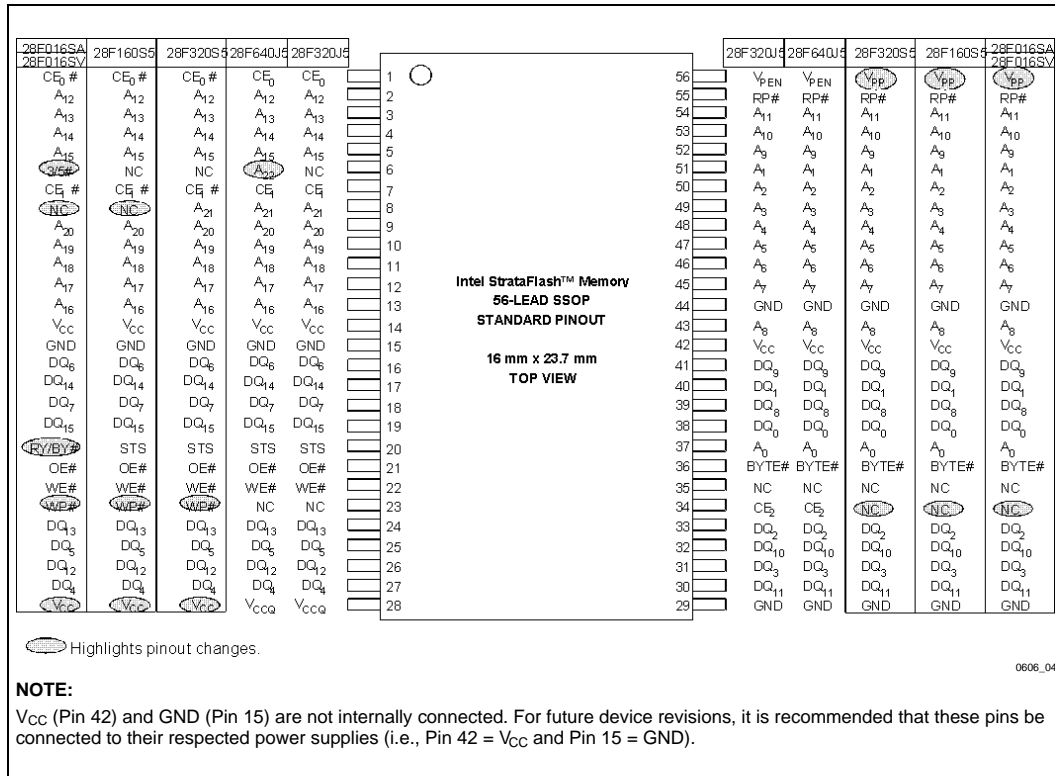 28F016SA
28F016SV 28F160S5 28F320S5 28F640J5 28F320J5 28F320J5 28F640J5 28F320S5 28F160S5 28F016SA
28F016SV
CE0 # CE0 # CE0 # CE0 CE0 1 56 VPEN VPEN VPP VPP VPP
A12 A12 A12 A12 A12 2 55 RP# RP# RP# RP# RP#
A13 A13 A13 A13 A13 3 54 A11 A11 A11 A11 A11
A14 A14 A14 A14 A14 4 53 A10 A10 A10 A10 A10
A15 A15 A15 A15 A15 5 52 A9 A9 A9 A9 A9
3/5# NC NC A22 NC 6 51 A1 A1 A1 A1 A1
CE1 # CE1 # CE1 # CE1 CE1 7 50 A2 A2 A2 A2 A2
NC NC A21 A21 A21 8 49 A3 A3 A3 A3 A3
A20 A20 A20 A20 A20 9 48 A4 A4 A4 A4 A4
A19 A19 A19 A19 A19 10 47 A5 A5 A5 A5 A5
A18 A18 A18 A18 A18 11 46 A6 A6 A6 A6 A6
A17 A17 A17 A17 A17 12 45 A7 A7 A7 A7 A7
A16 A16 A16 A16 A16 13 44 GND GND GND GND GND
VCC VCC VCC VCC VCC 14 43 A8 A8 A8 A8 A8
GND GND GND GND GND 15 42 VCC VCC VCC VCC VCC
DQ6 DQ6 DQ6 DQ6 DQ6 16 41 DQ9 DQ9 DQ9 DQ9 DQ9
DQ14 DQ14 DQ14 DQ14 DQ14 17 40 DQ1 DQ1 DQ1 DQ1 DQ1
DQ7 DQ7 DQ7 DQ7 DQ7 18 39 DQ8 DQ8 DQ8 DQ8 DQ8
DQ15 DQ15 DQ15 DQ15 DQ15 19 38 DQ0 DQ0 DQ0 DQ0 DQ0
RY/BY# STS STS STS STS 20 37 A0 A0 A0 A0 A0
OE# OE# OE# OE# OE# 21 36 BYTE# BYTE# BYTE# BYTE# BYTE#
WE# WE# WE# WE# WE# 22 35 NC NC NC NC NC
WP# WP# WP# NC NC 23 34 CE2 CE2 NC NC NC
DQ13 DQ13 DQ13 DQ13 DQ13 24 33 DQ2 DQ2 DQ2 DQ2 DQ2
DQ5 DQ5 DQ5 DQ5 DQ5 25 32 DQ10 DQ10 DQ10 DQ10 DQ10
DQ12 DQ12 DQ12 DQ12 DQ12 26 31 DQ3 DQ3 DQ3 DQ3 DQ3
DQ4 DQ4 DQ4 DQ4 DQ4 27 30 DQ11 DQ11 DQ11 DQ11 DQ11
VCC VCC VCC VCCQ VCCQ 28 29 GND GND GND GND GND
Intel StrataFlash™ Memory
56-LEAD SSOP
STANDARD PINOUT
16 mm x 23.7 mm
TOP VIEW
Highlights pinout changes.
0606_04
NOTE:
VCC (Pin 42) and GND (Pin 15) are not internally connected. For future device revisions, it is recommended that these pins be
connected to their respected power supplies (i.e., Pin 42 = VCC and Pin 15 = GND).